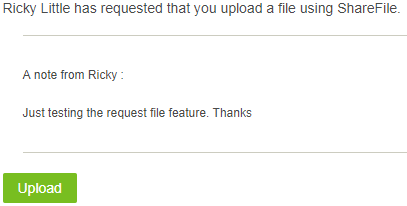 Ricky Little has requested that you upload a file using ShareFile.
A note from Ricky :
Just testing the request file feature. Thanks
Upload